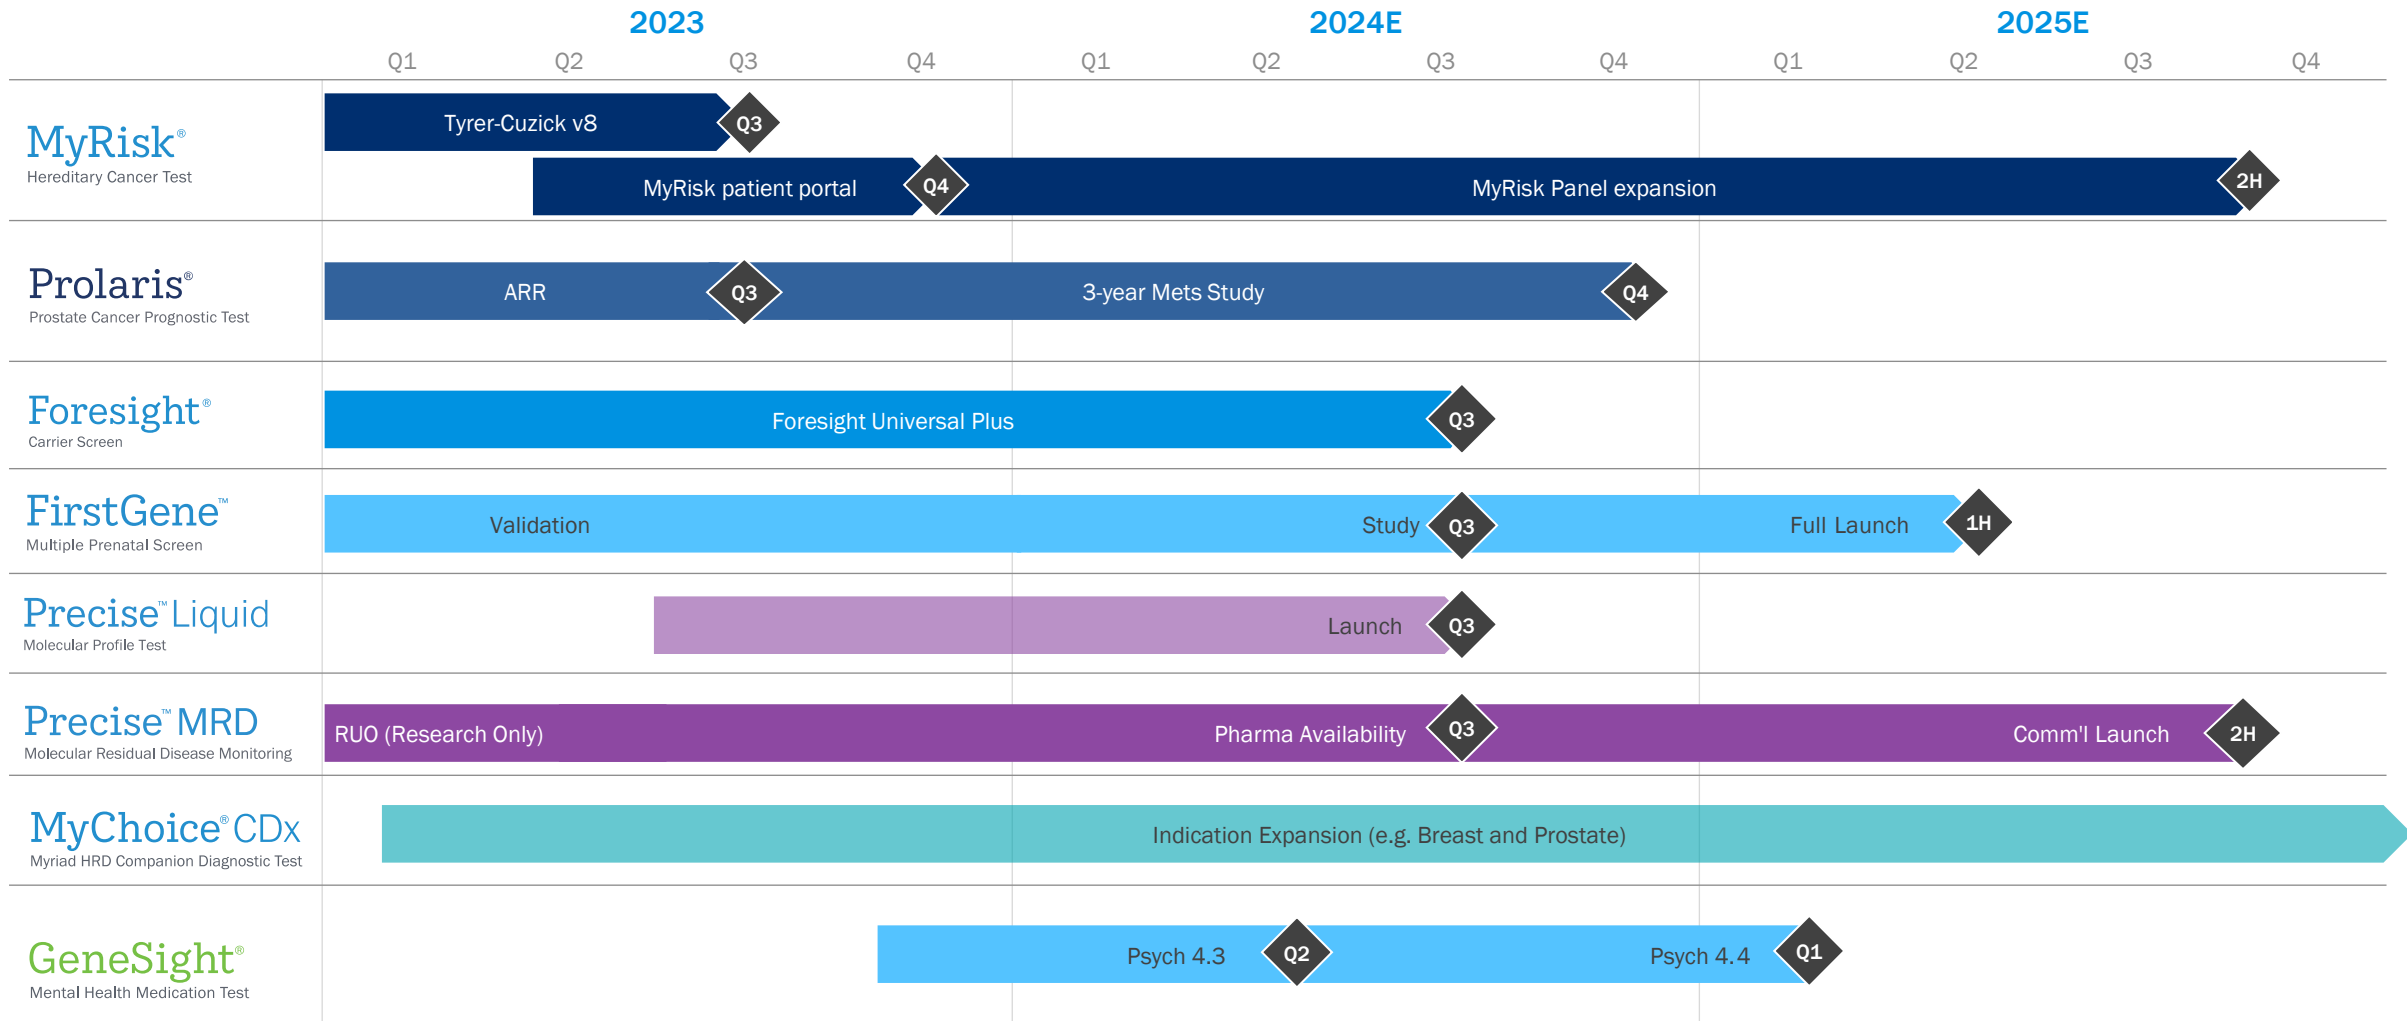 2023
2024E
2025E
Q1 Q2 Q3 Q4 Q1 Q2 Q3 Q4 Q1 Q2 Q3 Q4
MyRisk®
Hereditary Cancer Test
Tyrer-Cuzick v8 Q3
MyRisk patient portal Q4 MyRisk Panel expansion 2H
Prolaris®
Prostate Cancer Prognostic Test
ARR Q3 3-year Mets Study Q4
Foresight®
Carrier Screen
Foresight Universal Plus Q3
FirstGene™
Multiple Prenatal Screen
Validation Study Q3 Full Launch 1H
Precise™ Liquid
Molecular Profile Test
Launch Q3
Precise™ MRD
Molecular Residual Disease Monitoring
RUO (Research Only) Pharma Availability Q3 Comm'l Launch 2H
MyChoice® CDx
Myriad HRD Companion Diagnostic Test
Indication Expansion (e.g. Breast and Prostate)
GeneSight®
Mental Health Medication Test
Psych 4.3 Q2 Psych 4.4 Q1